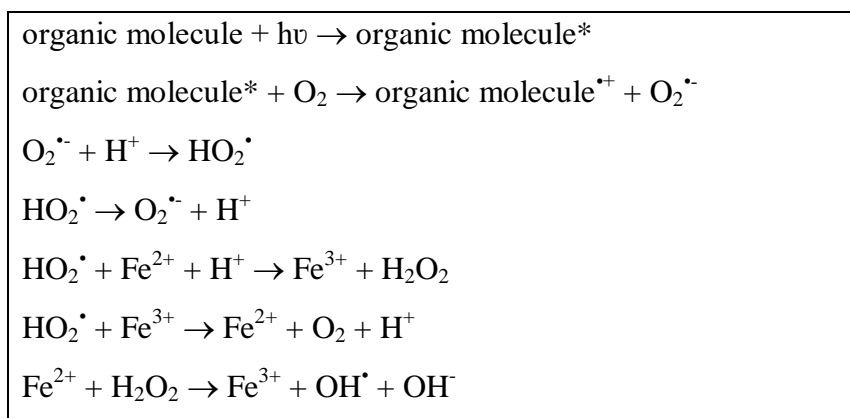 organic molecule + hυ → organic molecule*
organic molecule* + O₂ → organic molecule•⁺ + O₂•⁻
O₂•⁻ + H⁺ → HO₂•
HO₂• → O₂•⁻ + H⁺
HO₂• + Fe²⁺ + H⁺ → Fe³⁺ + H₂O₂
HO₂• + Fe³⁺ → Fe²⁺ + O₂ + H⁺
Fe²⁺ + H₂O₂ → Fe³⁺ + OH• + OH⁻